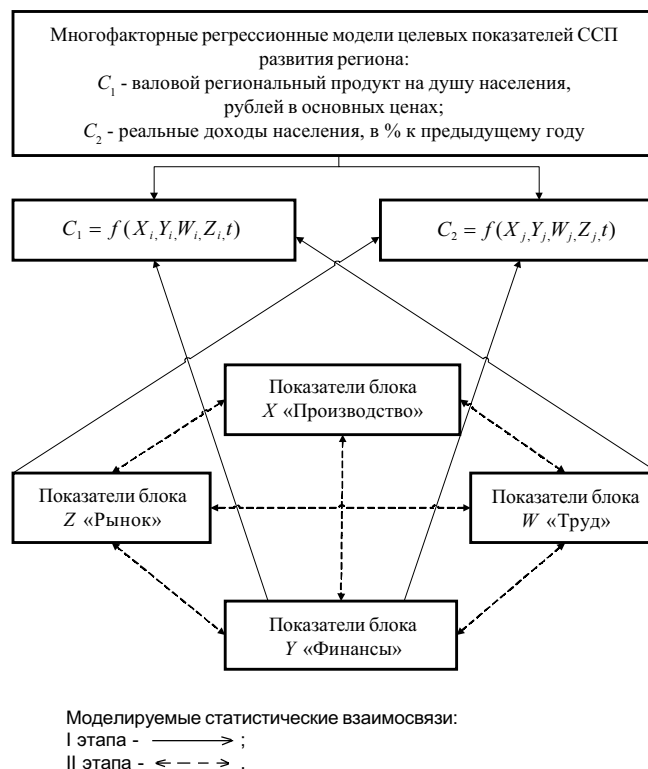 Многофакторные регрессионные модели целевых показателей ССП
развития региона:
C₁ - валовой региональный продукт на душу населения,
рублей в основных ценах;
C₂ - реальные доходы населения, в % к предыдущему году
C₁ = f(Xᵢ,Yᵢ,Wᵢ,Zᵢ,t)
C₂ = f(Xⱼ,Yⱼ,Wⱼ,Zⱼ,t)
Показатели блока
X «Производство»
Показатели блока
Z «Рынок»
Показатели блока
W «Труд»
Показатели блока
Y «Финансы»
Моделируемые статистические взаимосвязи:
I этапа - ⟶ ;
II этапа - ⟵⟶ .